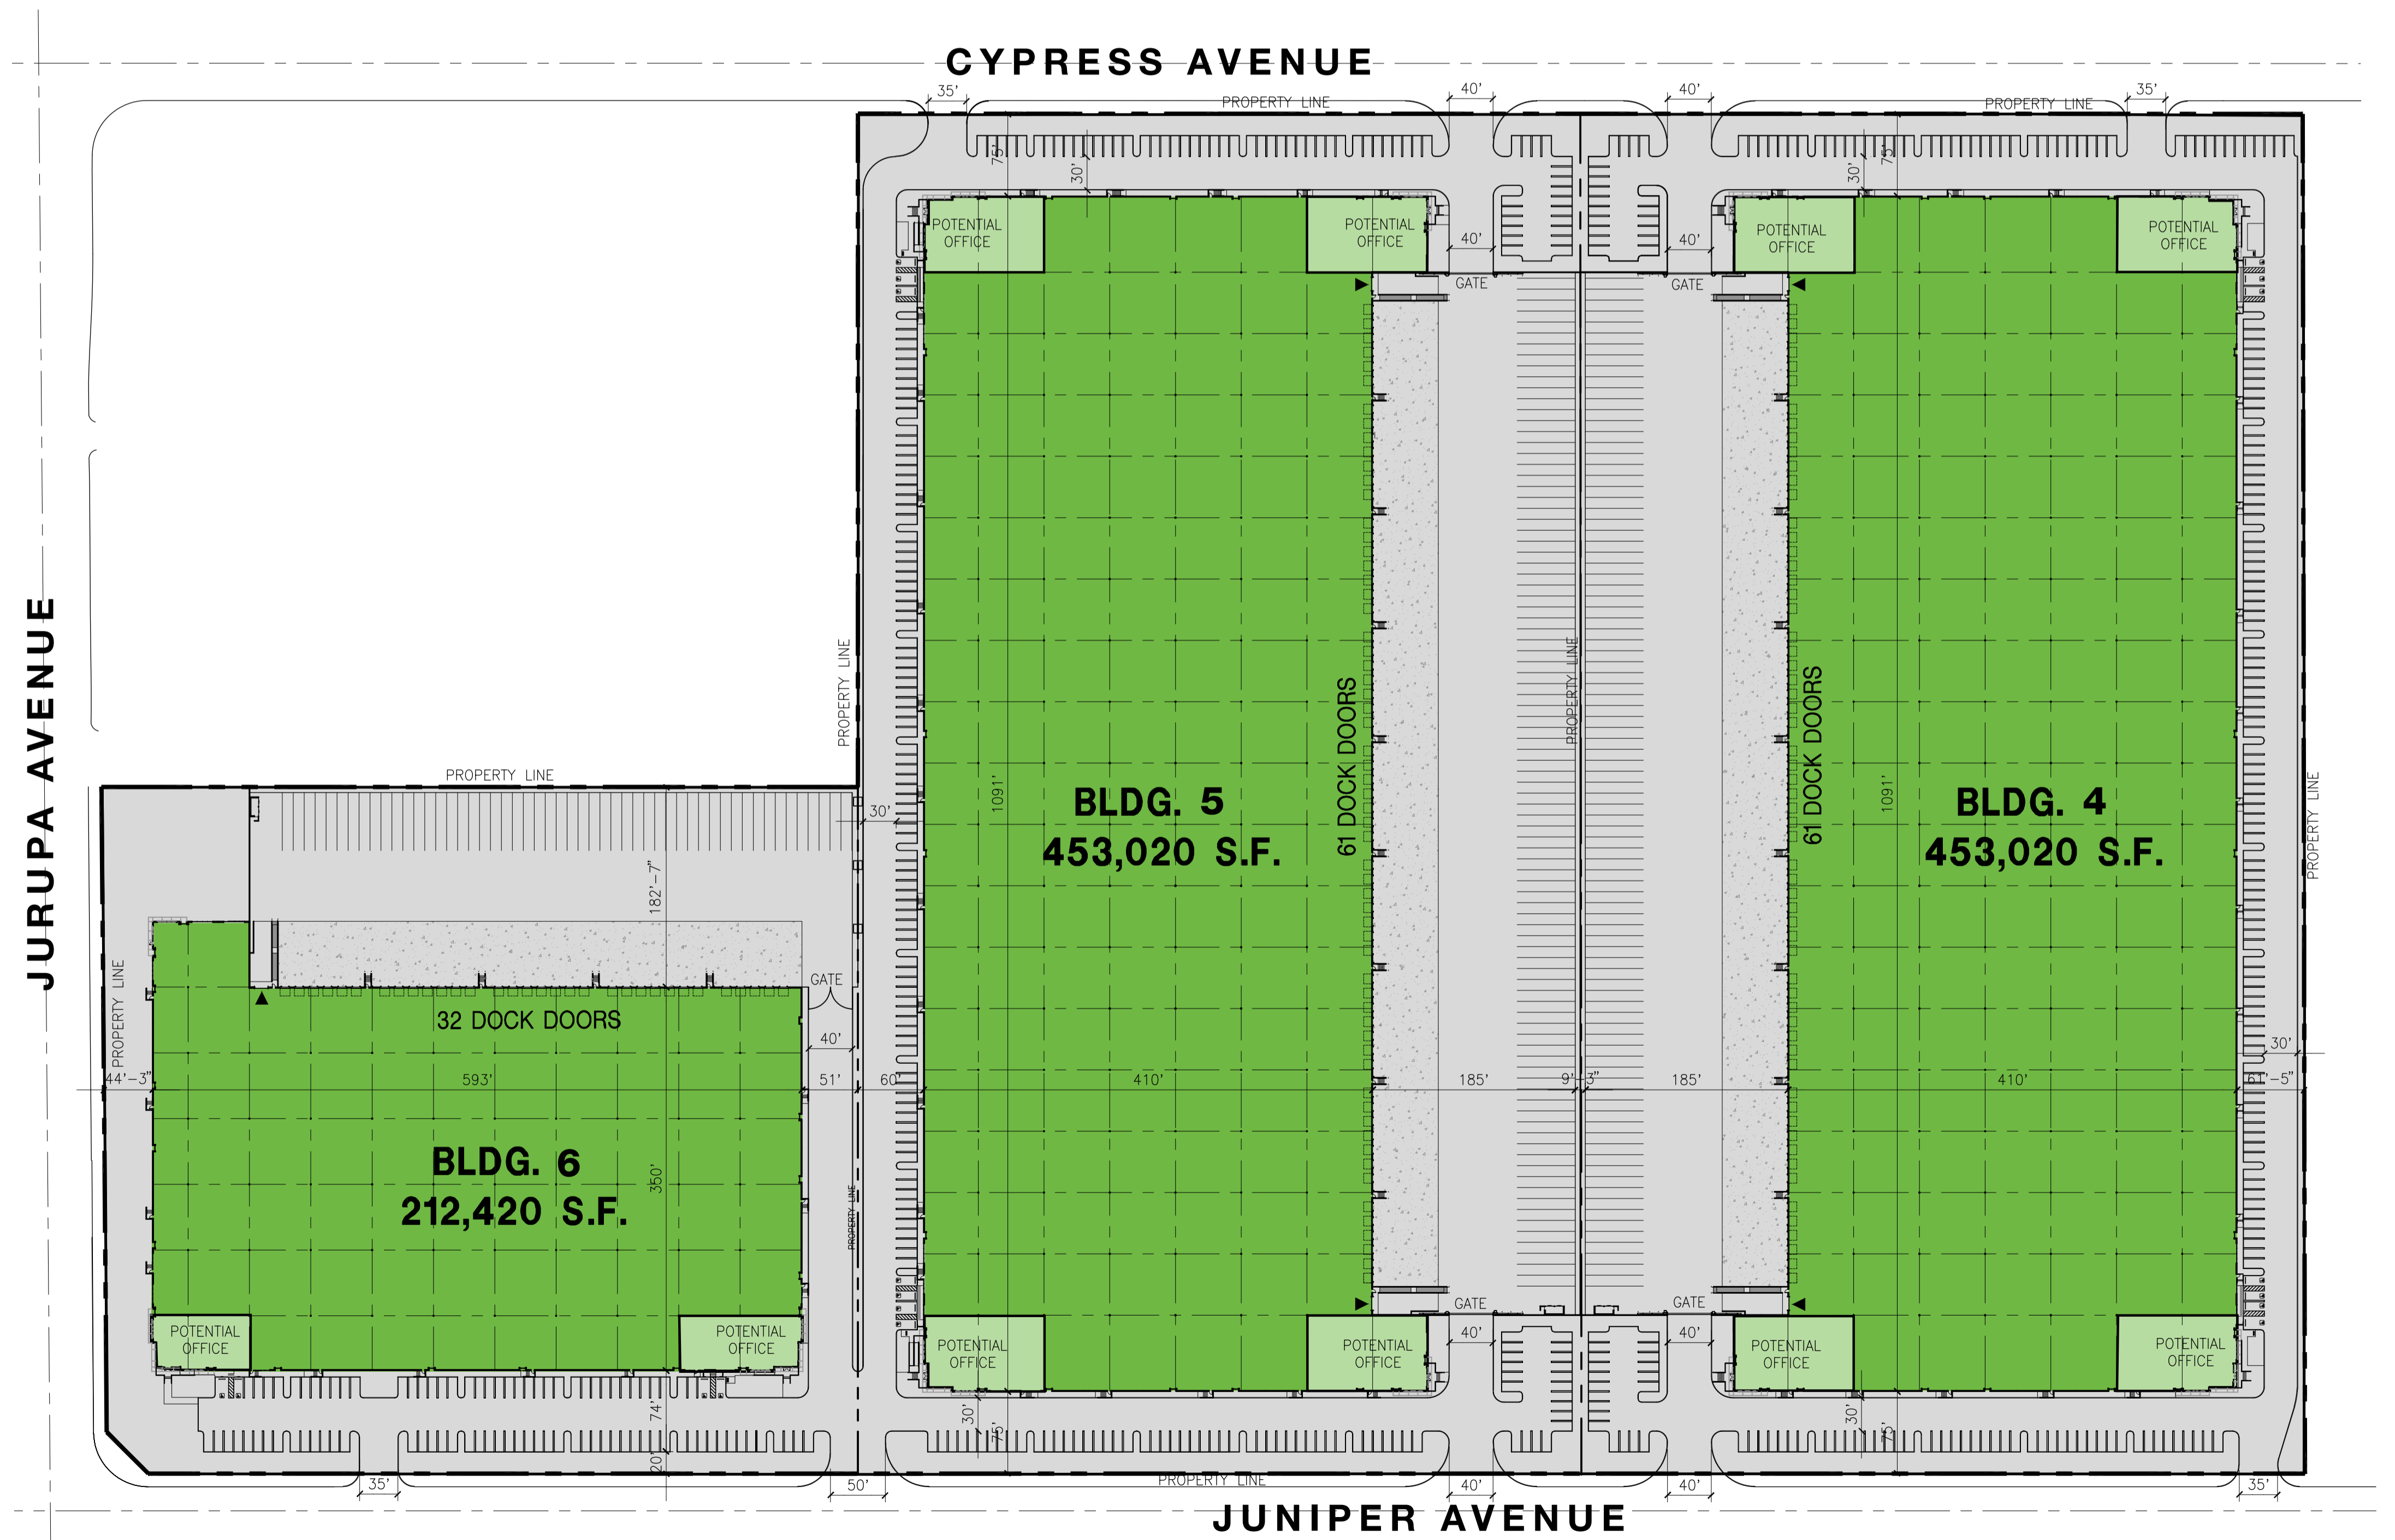 CYPRESS AVENUE
35'
PROPERTY LINE
40'
40'
PROPERTY LINE
35'
75'
30'
30'
75'
POTENTIAL
OFFICE
POTENTIAL
OFFICE
40'
40'
POTENTIAL
OFFICE
POTENTIAL
OFFICE
GATE
GATE
JURUPA AVENUE
PROPERTY LINE
PROPERTY LINE
PROPERTY LINE
61 DOCK DOORS
61 DOCK DOORS
PROPERTY LINE
PROPERTY LINE
30'
1091'
1091'
BLDG. 5
453,020 S.F.
BLDG. 4
453,020 S.F.
182'-7"
PROPERTY LINE
GATE
32 DOCK DOORS
40'
30'
44'-3"
593'
51'
60'
410'
185'
9'-3"
185'
410'
61'-5"
BLDG. 6
212,420 S.F.
350'
PROPERTY LINE
GATE
GATE
POTENTIAL
OFFICE
POTENTIAL
OFFICE
POTENTIAL
OFFICE
POTENTIAL
OFFICE
40'
40'
POTENTIAL
OFFICE
POTENTIAL
OFFICE
74'
30'
75'
30'
75'
20'
35'
50'
PROPERTY LINE
40'
40'
35'
JUNIPER AVENUE